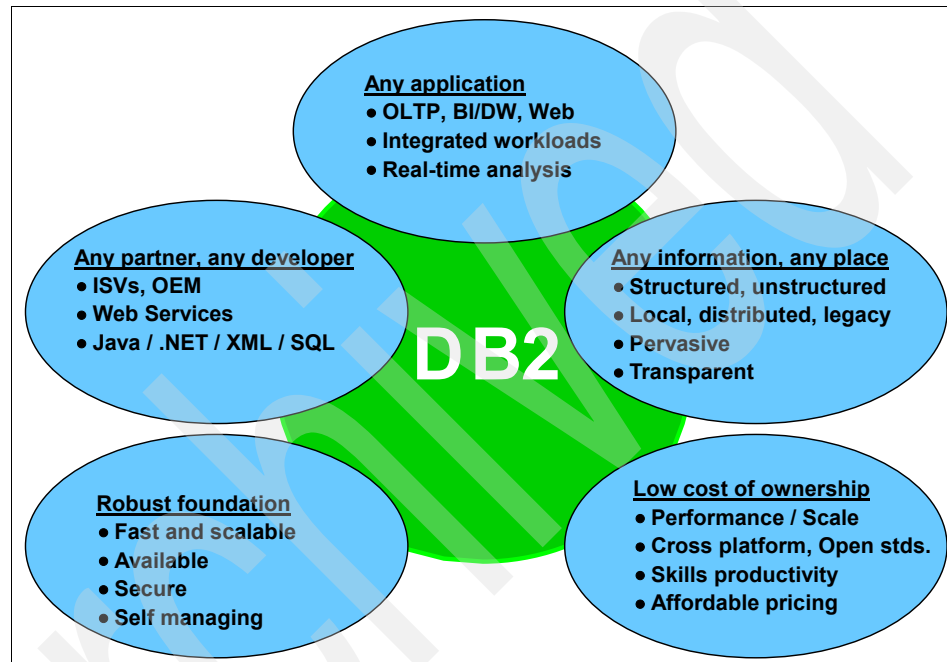 Any application
● OLTP, BI/DW, Web
● Integrated workloads
● Real-time analysis
Any partner, any developer
● ISVs, OEM
● Web Services
● Java / .NET / XML / SQL
Any information, any place
● Structured, unstructured
● Local, distributed, legacy
● Pervasive
● Transparent
DB2
Robust foundation
● Fast and scalable
● Available
● Secure
● Self managing
Low cost of ownership
● Performance / Scale
● Cross platform, Open stds.
● Skills productivity
● Affordable pricing